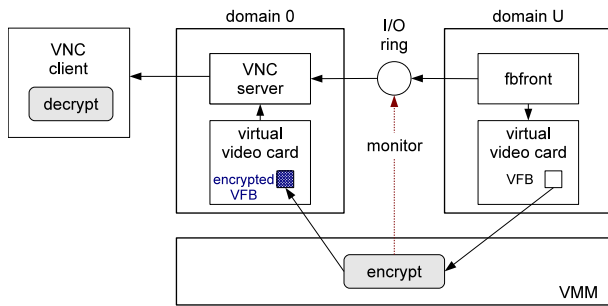 domain 0
I/O
ring
domain U
VNC
client
decrypt
VNC
server
fbfront
virtual
video card
encrypted
VFB
monitor
virtual
video card
VFB
encrypt
VMM